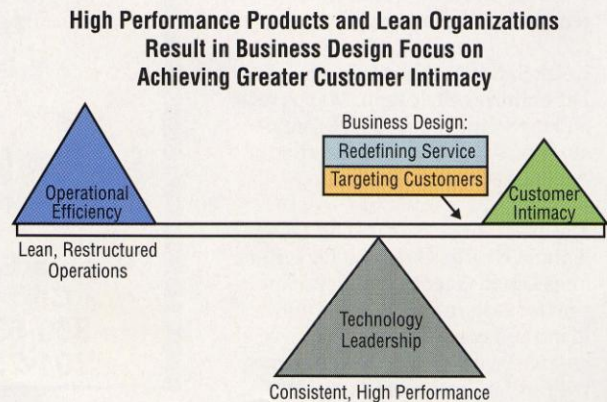 High Performance Products and Lean Organizations
Result in Business Design Focus on
Achieving Greater Customer Intimacy
Business Design:
Redefining Service
Targeting Customers
Operational
Efficiency
Customer
Intimacy
Lean, Restructured
Operations
Technology
Leadership
Consistent, High Performance